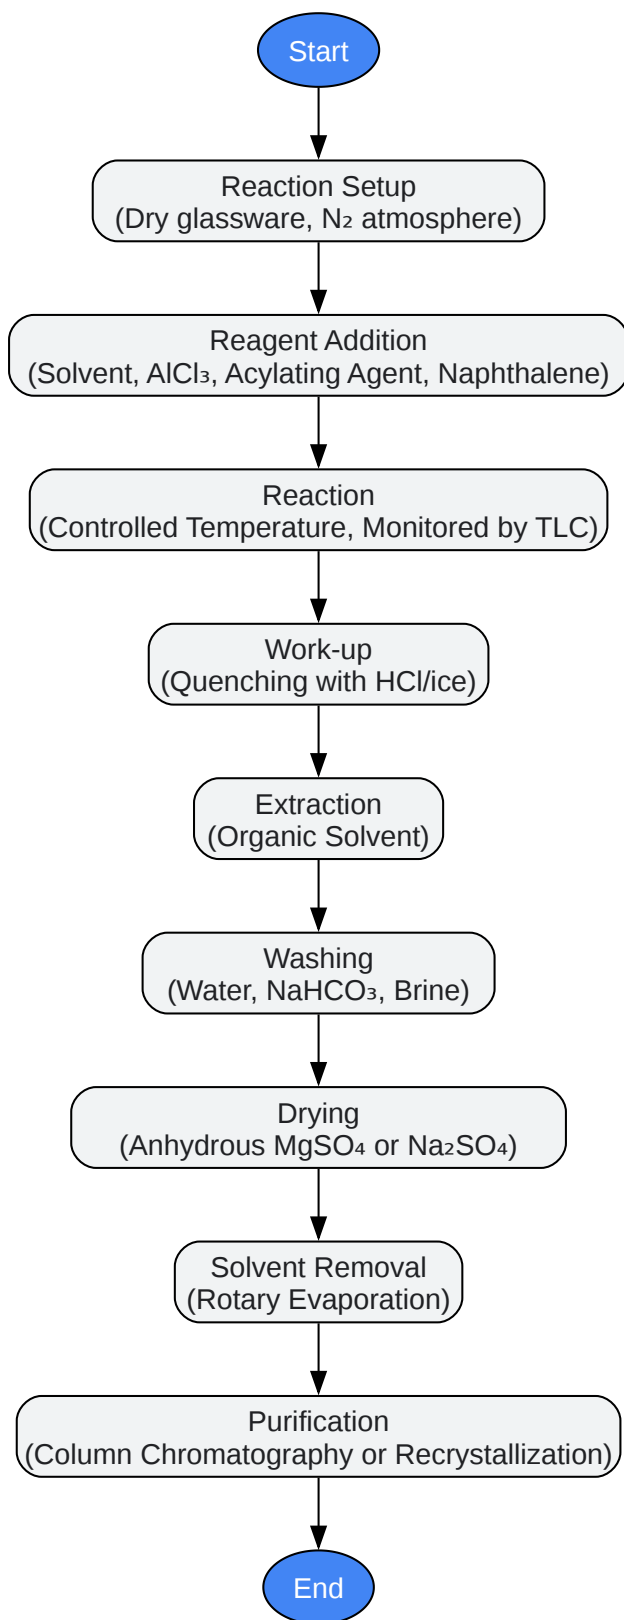 Start
Reaction Setup
(Dry glassware, N₂ atmosphere)
Reagent Addition
(Solvent, AlCl₃, Acylating Agent, Naphthalene)
Reaction
(Controlled Temperature, Monitored by TLC)
Work-up
(Quenching with HCl/ice)
Extraction
(Organic Solvent)
Washing
(Water, NaHCO₃, Brine)
Drying
(Anhydrous MgSO₄ or Na₂SO₄)
Solvent Removal
(Rotary Evaporation)
Purification
(Column Chromatography or Recrystallization)
End